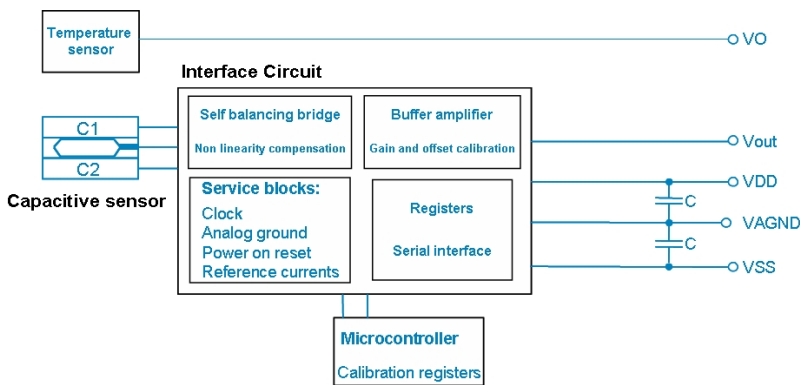 Temperature
sensor
VO
Interface Circuit
Self balancing bridge
Non linearity compensation
Buffer amplifier
Gain and offset calibration
C1
C2
Capacitive sensor
Vout
Service blocks:
Clock
Analog ground
Power on reset
Reference currents
Registers
Serial interface
VDD
C
VAGND
C
VSS
Microcontroller
Calibration registers